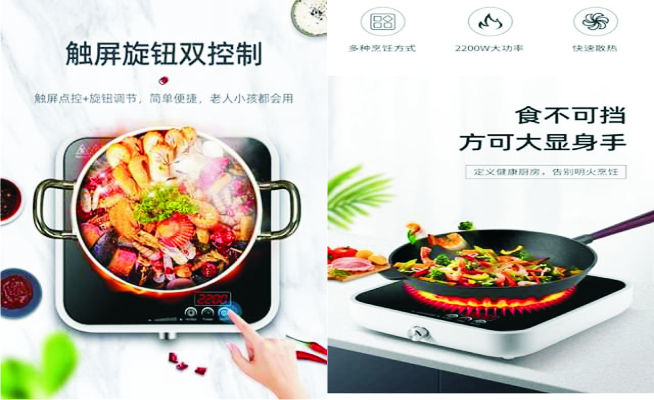 触屏旋钮双控制
触屏点控+旋钮调节，简单便捷，老人小孩都会用
2200
多种烹饪方式
2200W大功率
快速散热
食不可挡
方可大显身手
定义健康厨房，告别明火烹饪